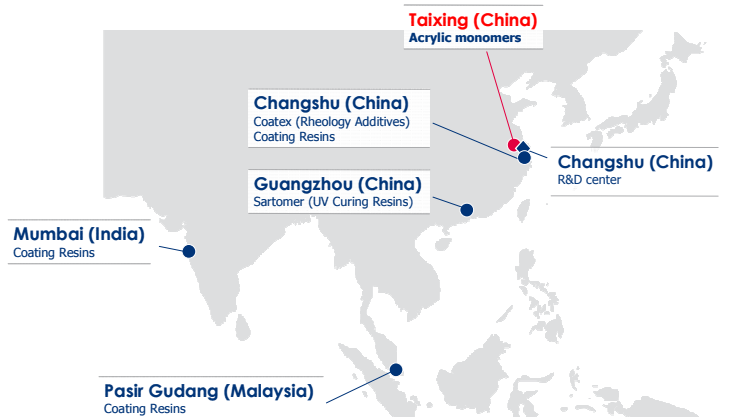 Taixing (China)
Acrylic monomers
Changshu (China)
Coatex (Rheology Additives)
Coating Resins
Changshu (China)
R&D center
Guangzhou (China)
Sartomer (UV Curing Resins)
Mumbai (India)
Coating Resins
Pasir Gudang (Malaysia)
Coating Resins